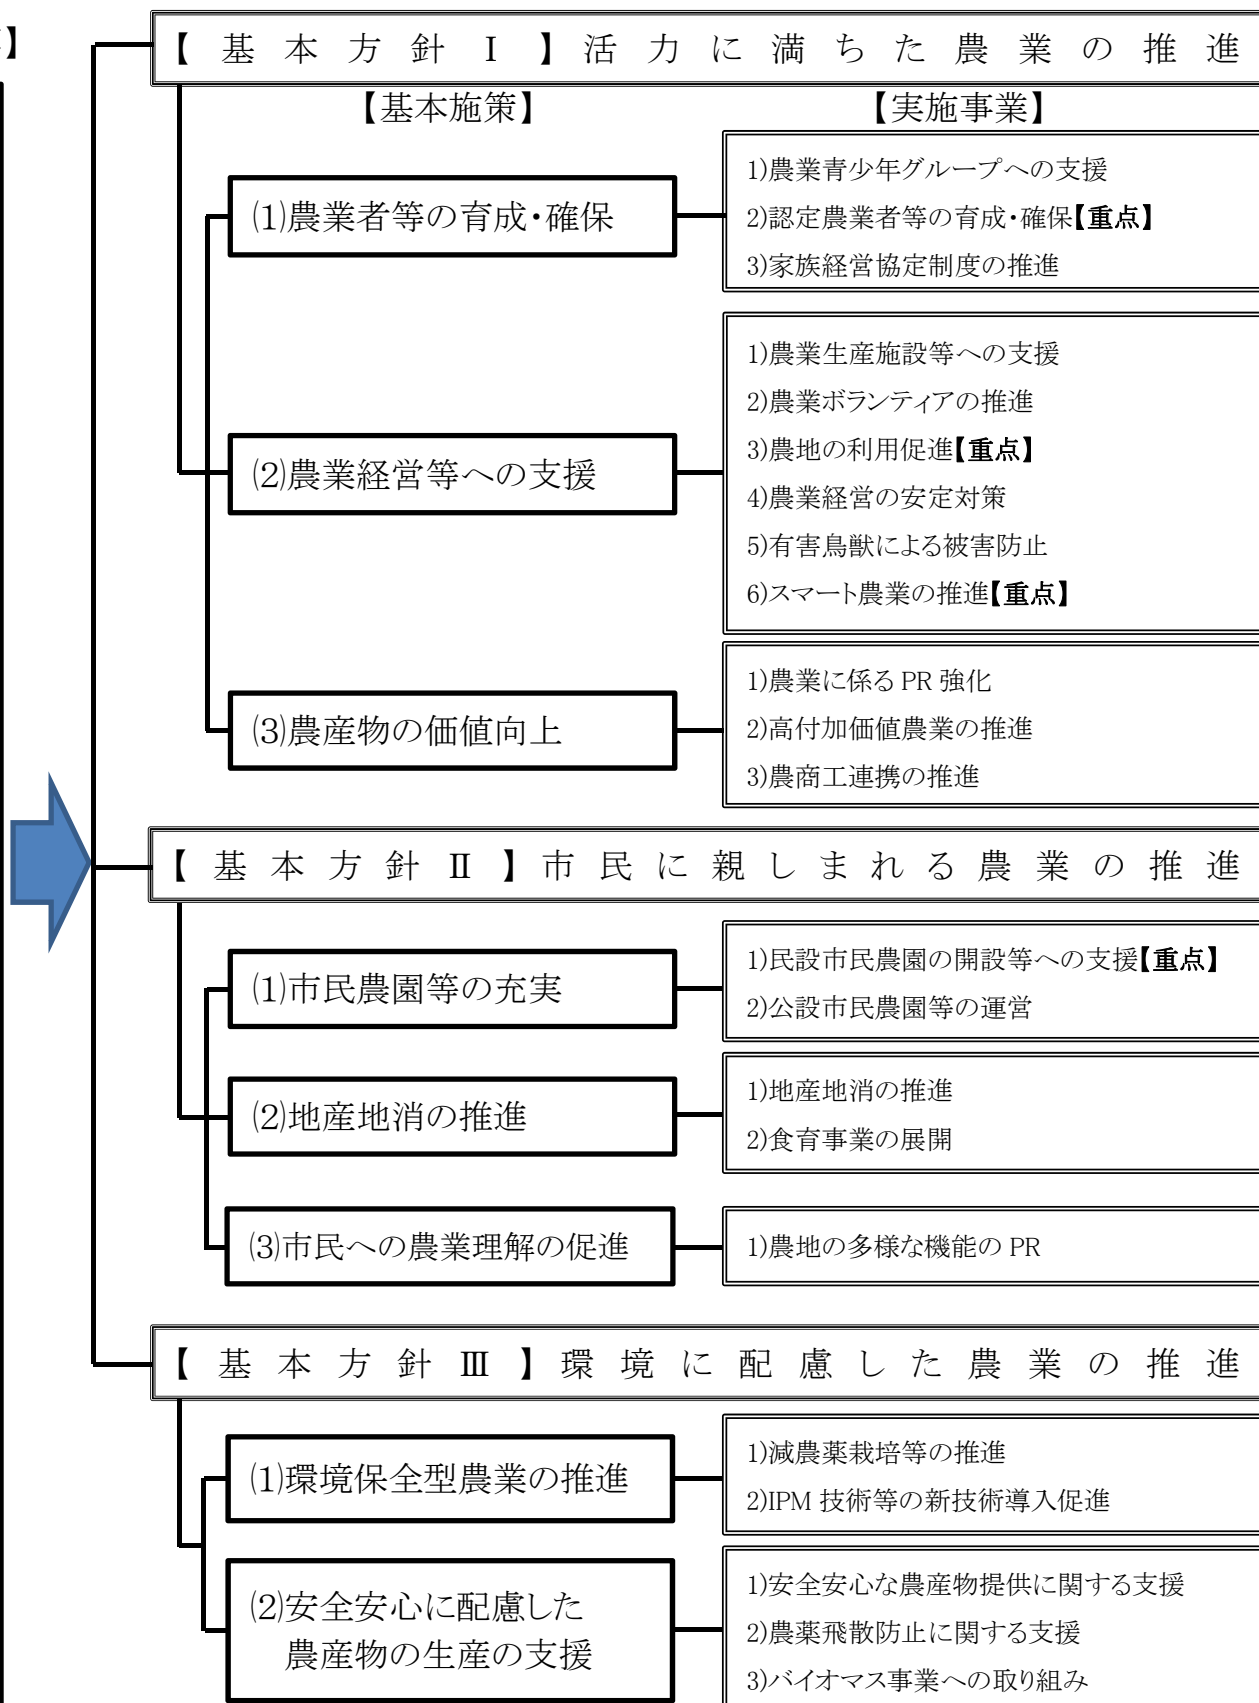 】
【基本方針Ⅰ】活力に満ちた農業の推進
【基本施策】
【実施事業】
⑴農業者等の育成・確保
1)農業青少年グループへの支援
2)認定農業者等の育成・確保【重点】
3)家族経営協定制度の推進
⑵農業経営等への支援
1)農業生産施設等への支援
2)農業ボランティアの推進
3)農地の利用促進【重点】
4)農業経営の安定対策
5)有害鳥獣による被害防止
6)スマート農業の推進【重点】
⑶農産物の価値向上
1)農業に係る PR 強化
2)高付加価値農業の推進
3)農商工連携の推進
【基本方針Ⅱ】市民に親しまれる農業の推進
⑴市民農園等の充実
1)民設市民農園の開設等への支援【重点】
2)公設市民農園等の運営
⑵地産地消の推進
1)地産地消の推進
2)食育事業の展開
⑶市民への農業理解の促進
1)農地の多様な機能の PR
【基本方針Ⅲ】環境に配慮した農業の推進
⑴環境保全型農業の推進
1)減農薬栽培等の推進
2)IPM 技術等の新技術導入促進
⑵安全安心に配慮した
農産物の生産の支援
1)安全安心な農産物提供に関する支援
2)農薬飛散防止に関する支援
3)バイオマス事業への取り組み